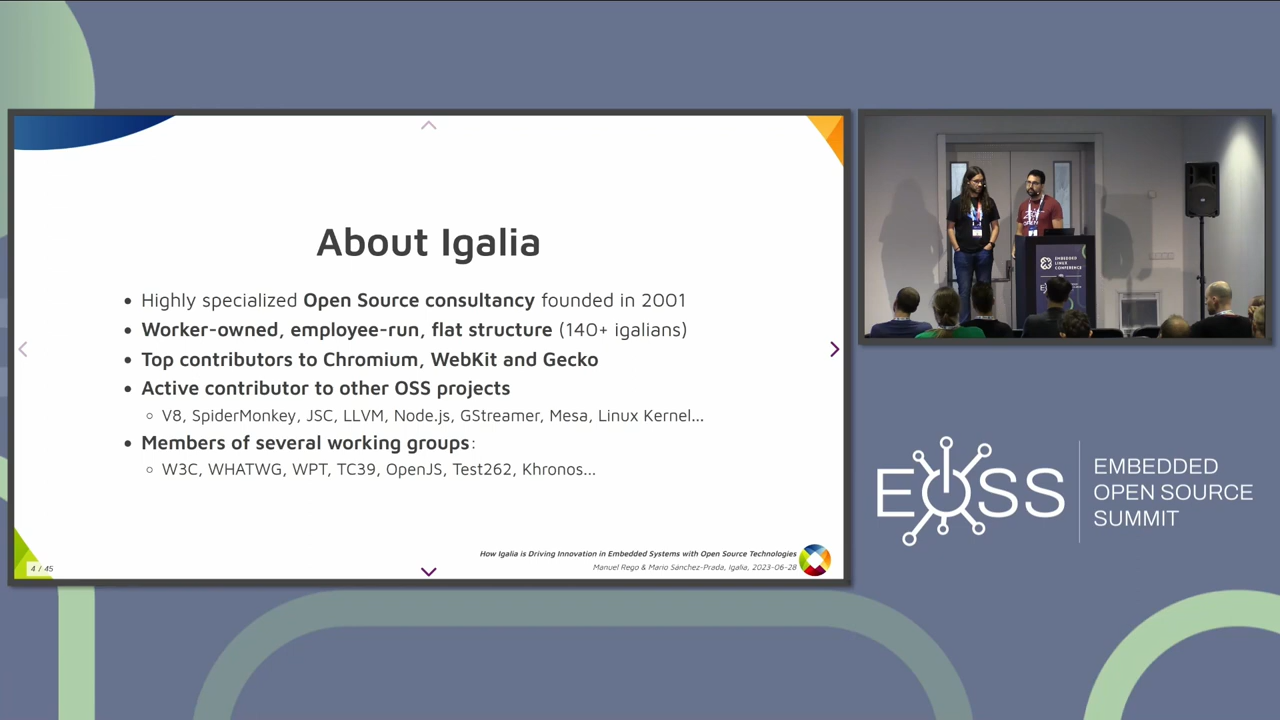 About Igalia
• Highly specialized Open Source consultancy founded in 2001
• Worker-owned, employee-run, flat structure (140+ igalians)
• Top contributors to Chromium, WebKit and Gecko
• Active contributor to other OSS projects
◦ V8, SpiderMonkey, JSC, LLVM, Node.js, GStreamer, Mesa, Linux Kernel...
• Members of several working groups:
◦ W3C, WHATWG, WPT, TC39, OpenJS, Test262, Khronos...
How Igalia is Driving Innovation in Embedded Systems with Open Source Technologies
Manuel Rego & Mario Sánchez-Prada, Igalia, 2023-06-28
4 / 45
EMBEDDED
LINUX
CONFERENCE
EOSS
EMBEDDED
OPEN SOURCE
SUMMIT